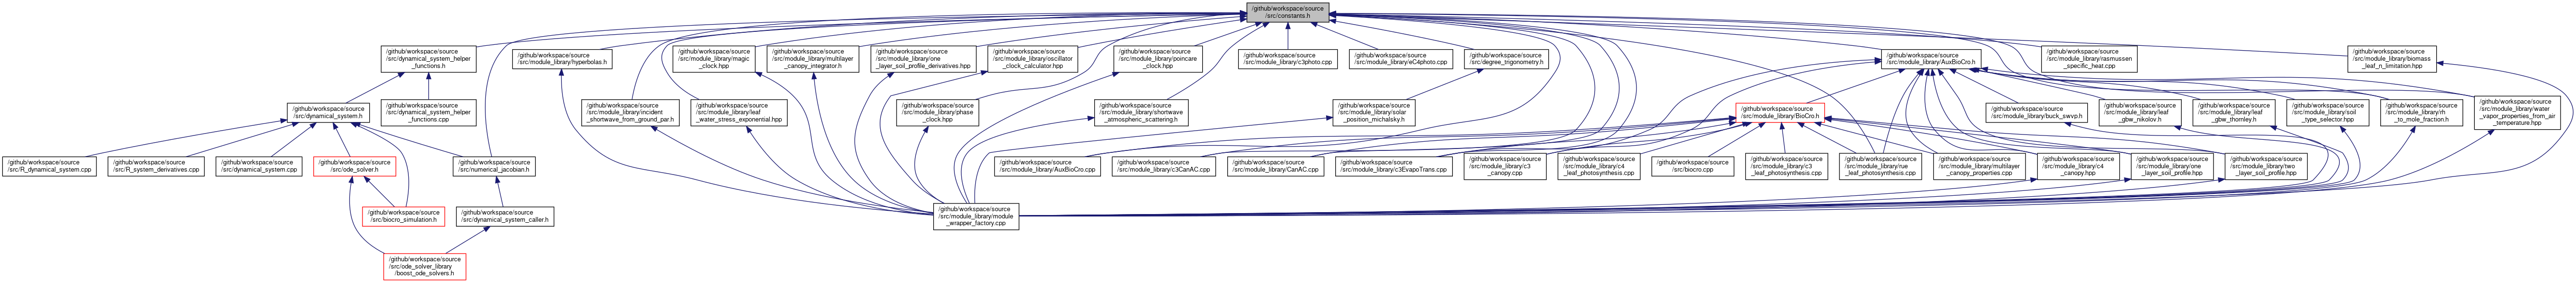 /github/workspace/source
/src/constants.h
/github/workspace/source
/src/dynamical_system_helper
_functions.h
/github/workspace/source
/src/module_library/hyperbolas.h
/github/workspace/source
/src/module_library/magic
_clock.hpp
/github/workspace/source
/src/module_library/multilayer
_canopy_integrator.h
/github/workspace/source
/src/module_library/one
_layer_soil_profile_derivatives.hpp
/github/workspace/source
/src/module_library/oscillator
_clock_calculator.hpp
/github/workspace/source
/src/module_library/poincare
_clock.hpp
/github/workspace/source
/src/module_library/c3photo.cpp
/github/workspace/source
/src/module_library/eC4photo.cpp
/github/workspace/source
/src/degree_trigonometry.h
/github/workspace/source
/src/module_library/AuxBioCro.h
/github/workspace/source
/src/module_library/rasmussen
_specific_heat.cpp
/github/workspace/source
/src/module_library/biomass
_leaf_n_limitation.hpp
/github/workspace/source
/src/dynamical_system.h
/github/workspace/source
/src/dynamical_system_helper
_functions.cpp
/github/workspace/source
/src/module_library/incident
_shortwave_from_ground_par.h
/github/workspace/source
/src/module_library/leaf
_water_stress_exponential.hpp
/github/workspace/source
/src/module_library/phase
_clock.hpp
/github/workspace/source
/src/module_library/shortwave
_atmospheric_scattering.h
/github/workspace/source
/src/module_library/solar
_position_michalsky.h
/github/workspace/source
/src/module_library/BioCro.h
/github/workspace/source
/src/module_library/buck_swvp.h
/github/workspace/source
/src/module_library/leaf
_gbw_nikolov.h
/github/workspace/source
/src/module_library/leaf
_gbw_thornley.h
/github/workspace/source
/src/module_library/soil
_type_selector.hpp
/github/workspace/source
/src/module_library/rh
_to_mole_fraction.h
/github/workspace/source
/src/module_library/water
_vapor_properties_from_air
_temperature.hpp
/github/workspace/source
/src/R_dynamical_system.cpp
/github/workspace/source
/src/R_system_derivatives.cpp
/github/workspace/source
/src/dynamical_system.cpp
/github/workspace/source
/src/ode_solver.h
/github/workspace/source
/src/numerical_jacobian.h
/github/workspace/source
/src/module_library/AuxBioCro.cpp
/github/workspace/source
/src/module_library/c3CanAC.cpp
/github/workspace/source
/src/module_library/CanAC.cpp
/github/workspace/source
/src/module_library/c3EvapoTrans.cpp
/github/workspace/source
/src/module_library/c3
_canopy.cpp
/github/workspace/source
/src/module_library/c4
_leaf_photosynthesis.cpp
/github/workspace/source
/src/biocro.cpp
/github/workspace/source
/src/module_library/c3
_leaf_photosynthesis.cpp
/github/workspace/source
/src/module_library/rue
_leaf_photosynthesis.cpp
/github/workspace/source
/src/module_library/multilayer
_canopy_properties.cpp
/github/workspace/source
/src/module_library/c4
_canopy.hpp
/github/workspace/source
/src/module_library/one
_layer_soil_profile.hpp
/github/workspace/source
/src/module_library/two
_layer_soil_profile.hpp
/github/workspace/source
/src/biocro_simulation.h
/github/workspace/source
/src/dynamical_system_caller.h
/github/workspace/source
/src/module_library/module
_wrapper_factory.cpp
/github/workspace/source
/src/ode_solver_library
/boost_ode_solvers.h